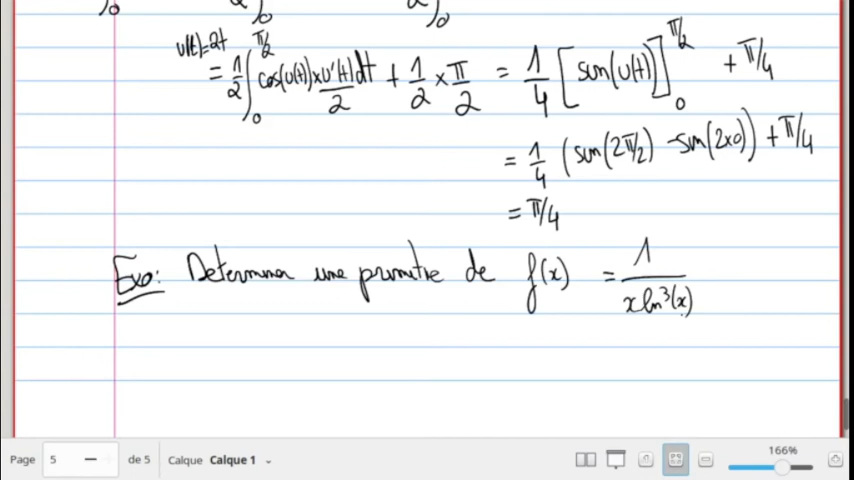 u(t)=2t
= 1/2 ∫₀^{π/2} cos(u(t)) × u'(t)/2 dt + 1/2 × π/2 = 1/4 [sin(u(t))]₀^{π/2} + π/4
= 1/4 (sin(2π/2) - sin(2×0)) + π/4
= π/4
Exo: Determiner une primitive de f(x) = 1/(x ln³(x))
Page 5 de 5 Calque Calque 1 166%